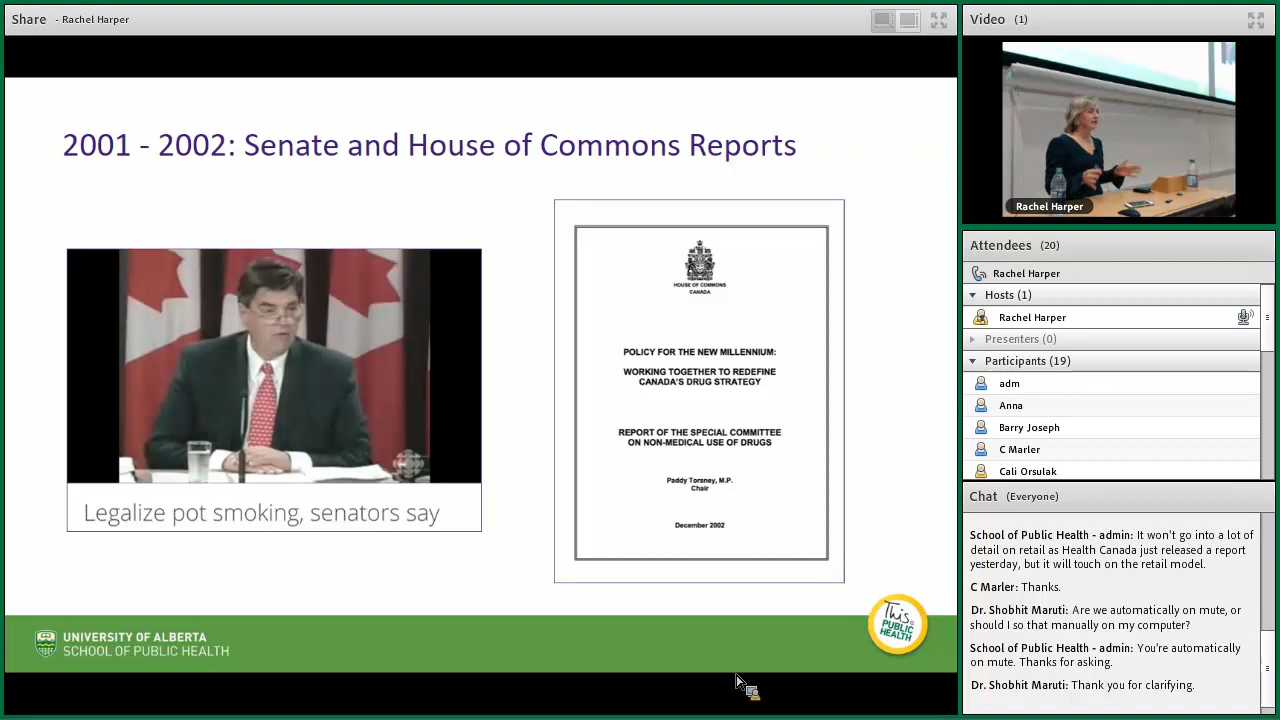 Share - Rachel Harper
2001 - 2002: Senate and House of Commons Reports
Legalize pot smoking, senators say
HOUSE OF COMMONS
CANADA
POLICY FOR THE NEW MILLENNIUM:
WORKING TOGETHER TO REDEFINE
CANADA'S DRUG STRATEGY
REPORT OF THE SPECIAL COMMITTEE
ON NON-MEDICAL USE OF DRUGS
Paddy Torsney, M.P.
Chair
December 2002
UNIVERSITY OF ALBERTA
SCHOOL OF PUBLIC HEALTH
This
is
PUBLIC
HEALTH
Video (1)
Rachel Harper
Attendees (20)
Rachel Harper
Hosts (1)
Rachel Harper
Presenters (0)
Participants (19)
adm
Anna
Barry Joseph
C Marler
Cali Orsulak
Chat (Everyone)
School of Public Health - admin: It won't go into a lot of
detail on retail as Health Canada just released a report
yesterday, but it will touch on the retail model.
C Marler: Thanks.
Dr. Shobhit Maruti: Are we automatically on mute, or
should I so that manually on my computer?
School of Public Health - admin: You're automatically
on mute. Thanks for asking.
Dr. Shobhit Maruti: Thank you for clarifying.